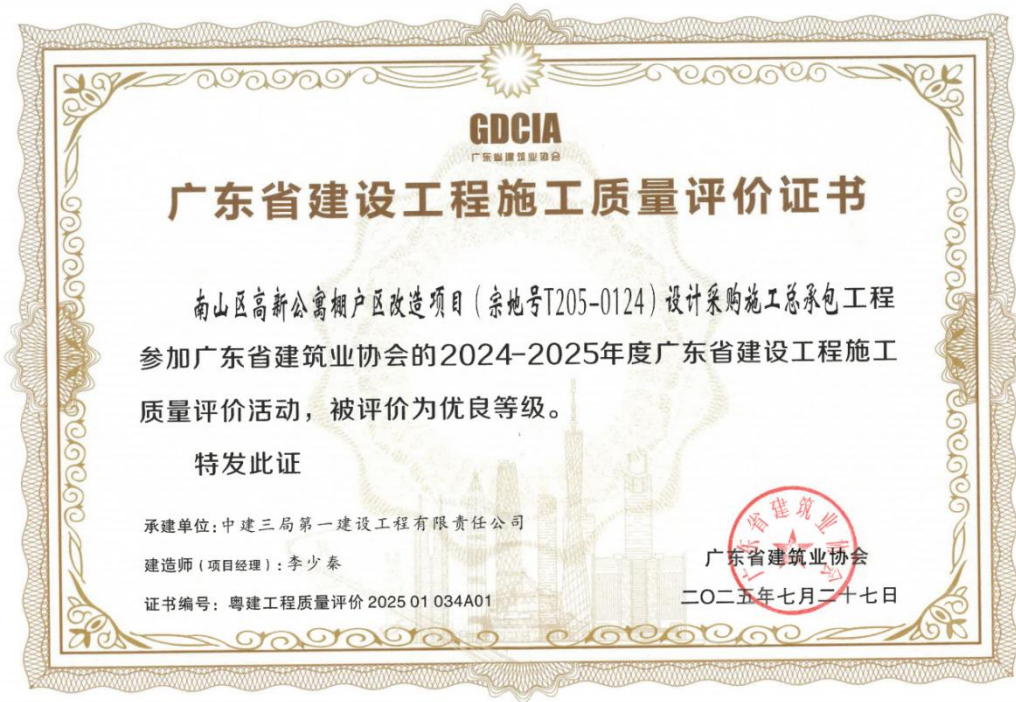 GDCIA
广东省建筑业协会
广东省建设工程施工质量评价证书
南山区高新公寓棚户区改造项目(宗地号T205-0124)设计采购施工总承包工程
参加广东省建筑业协会的2024-2025年度广东省建设工程施工
质量评价活动，被评价为优良等级。
特发此证
承建单位:中建三局第一建设工程有限责任公司
建造师(项目经理):李少秦
证书编号:粤建工程质量评价 2025 01 034A01
广东省建筑业协会
广东省建筑业协会
二〇二五年七月二十七日